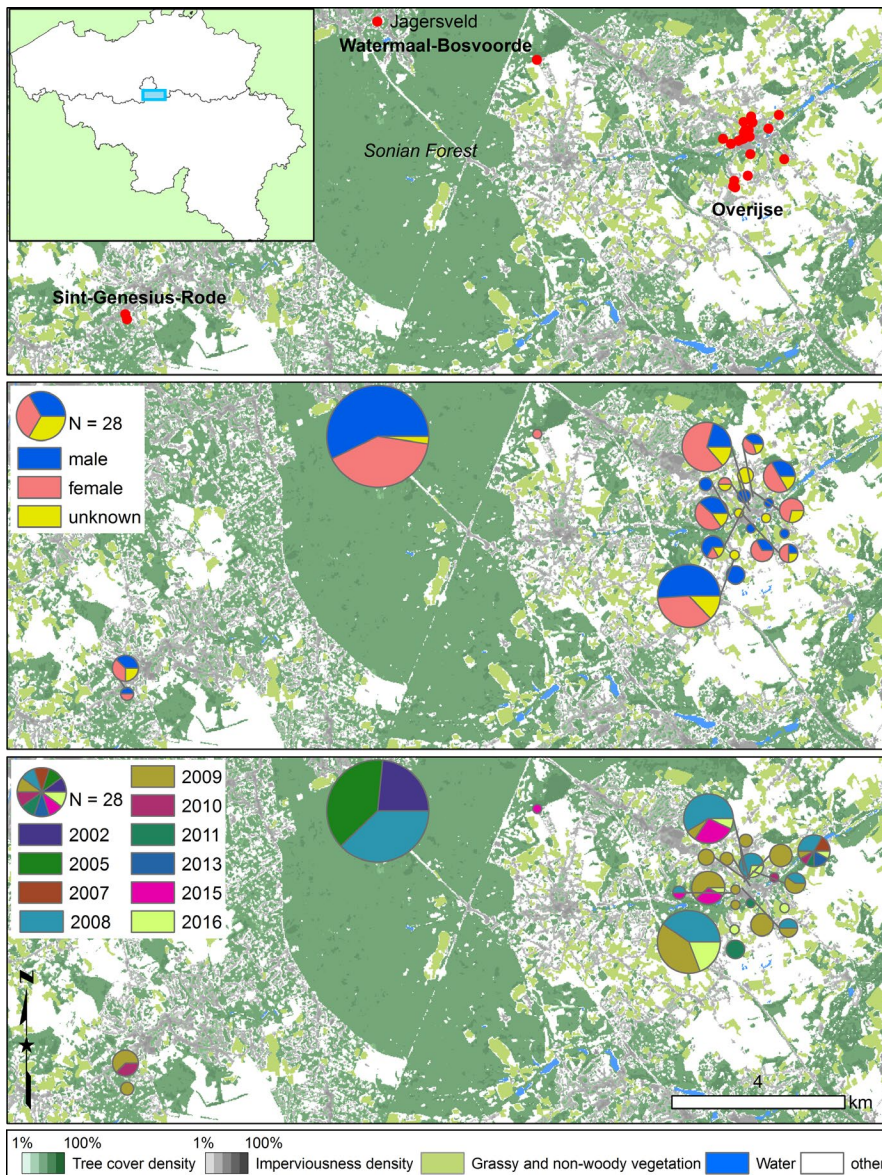 Jagersveld
Watermaal-Bosvoorde
Sonian Forest
Overijse
Sint-Genesius-Rode
N = 28
male
female
unknown
N = 28
2002
2005
2007
2008
2009
2010
2011
2013
2015
2016
N
4
km
1% 100% 1% 100%
Tree cover density Imperviousness density Grassy and non-woody vegetation Water other